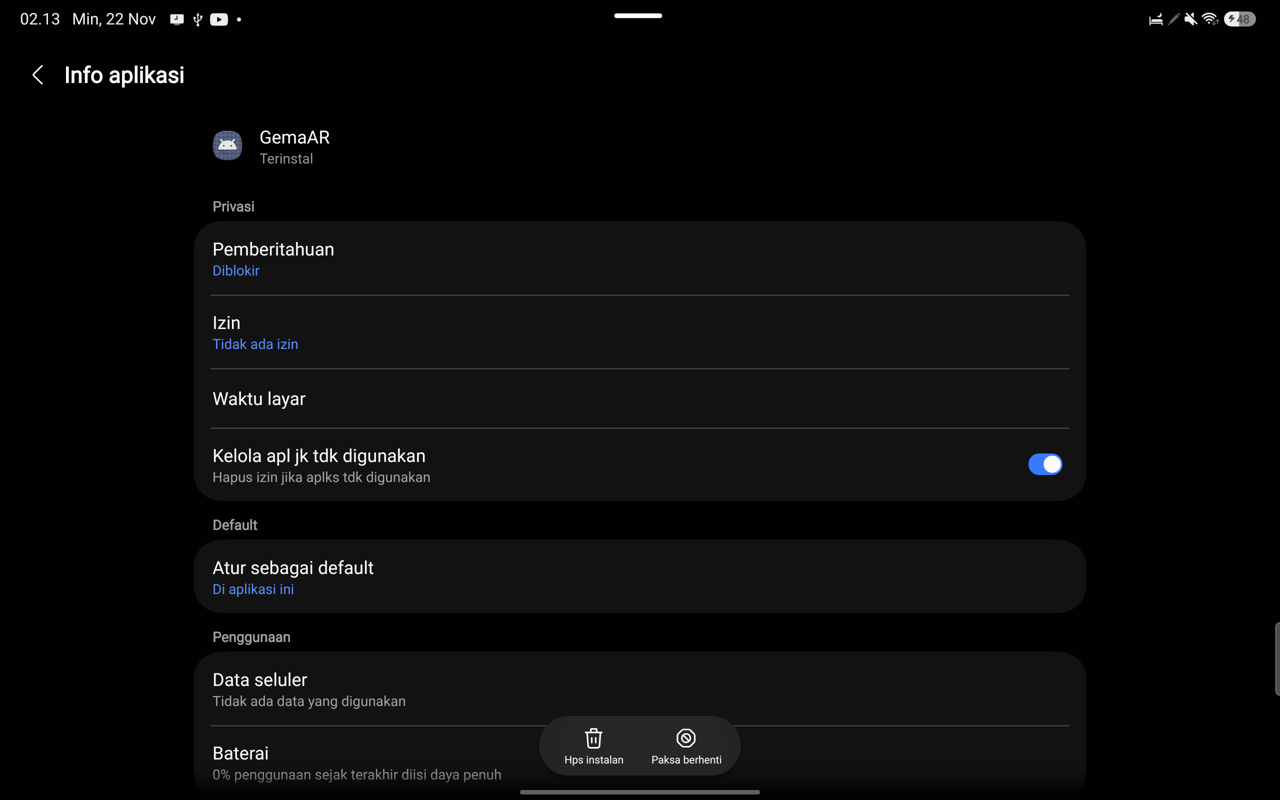 02.13 Min, 22 Nov
48
Info aplikasi
GemaAR
Terinstal
Privasi
Pemberitahuan
Diblokir
Izin
Tidak ada izin
Waktu layar
Kelola apl jk tdk digunakan
Hapus izin jika aplks tdk digunakan
Default
Atur sebagai default
Di aplikasi ini
Penggunaan
Data seluler
Tidak ada data yang digunakan
Baterai
0% penggunaan sejak terakhir diisi daya penuh
Hps instalan
Paksa berhenti